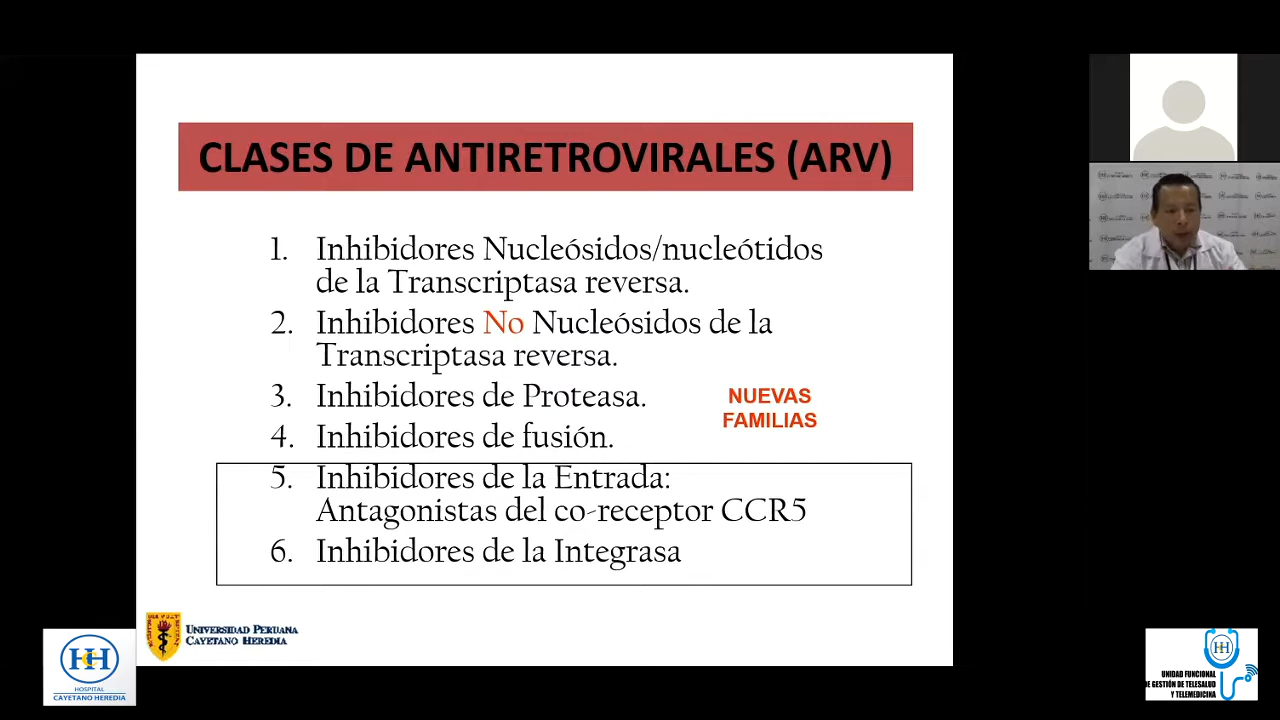 CLASES DE ANTIRETROVIRALES (ARV)
1. Inhibidores Nucleósidos/nucleótidos
de la Transcriptasa reversa.
2. Inhibidores No Nucleósidos de la
Transcriptasa reversa.
3. Inhibidores de Proteasa.
NUEVAS
FAMILIAS
4. Inhibidores de fusión.
5. Inhibidores de la Entrada:
Antagonistas del co-receptor CCR5
6. Inhibidores de la Integrasa
UNIVERSIDAD PERUANA
CAYETANO HEREDIA
HCH
HOSPITAL
CAYETANO HEREDIA
UNIDAD FUNCIONAL
DE GESTIÓN DE TELESALUD
Y TELEMEDICINA